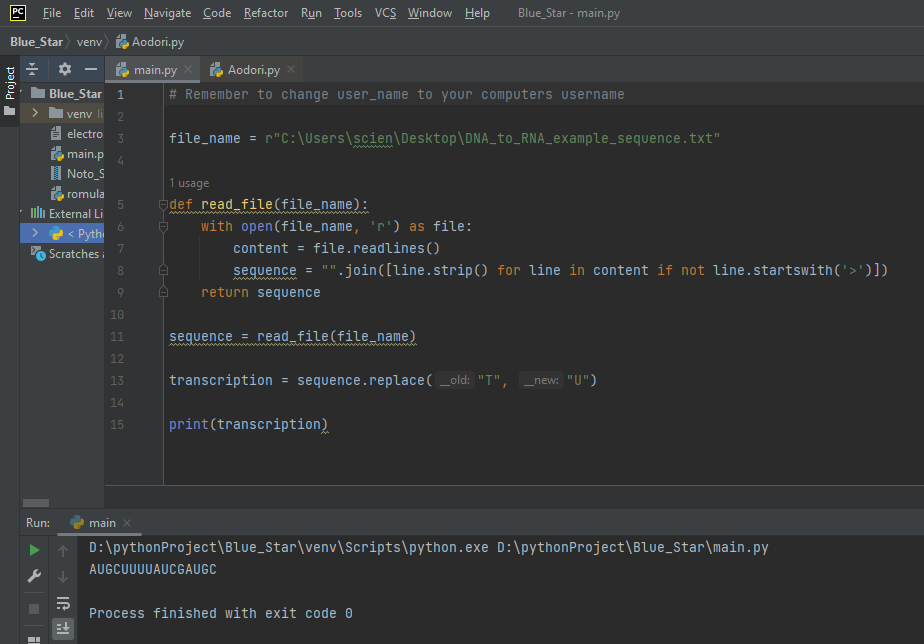 PC File Edit View Navigate Code Refactor Run Tools VCS Window Help Blue_Star - main.py
Blue_Star venv Aodori.py
Project
main.py Aodori.py
Blue_Star
venv li
electro
main.p
Noto_S
romula
External Li
< Pytho
Scratches a
1 # Remember to change user_name to your computers username
2
3 file_name = r"C:\Users\scien\Desktop\DNA_to_RNA_example_sequence.txt"
4
1 usage
5 def read_file(file_name):
6 with open(file_name, 'r') as file:
7 content = file.readlines()
8 sequence = "".join([line.strip() for line in content if not line.startswith('>')])
9 return sequence
10
11 sequence = read_file(file_name)
12
13 transcription = sequence.replace( __old: "T", __new: "U")
14
15 print(transcription)
Run: main
D:\pythonProject\Blue_Star\venv\Scripts\python.exe D:\pythonProject\Blue_Star\main.py
AUGCUUUUAUCGAUGC
Process finished with exit code 0